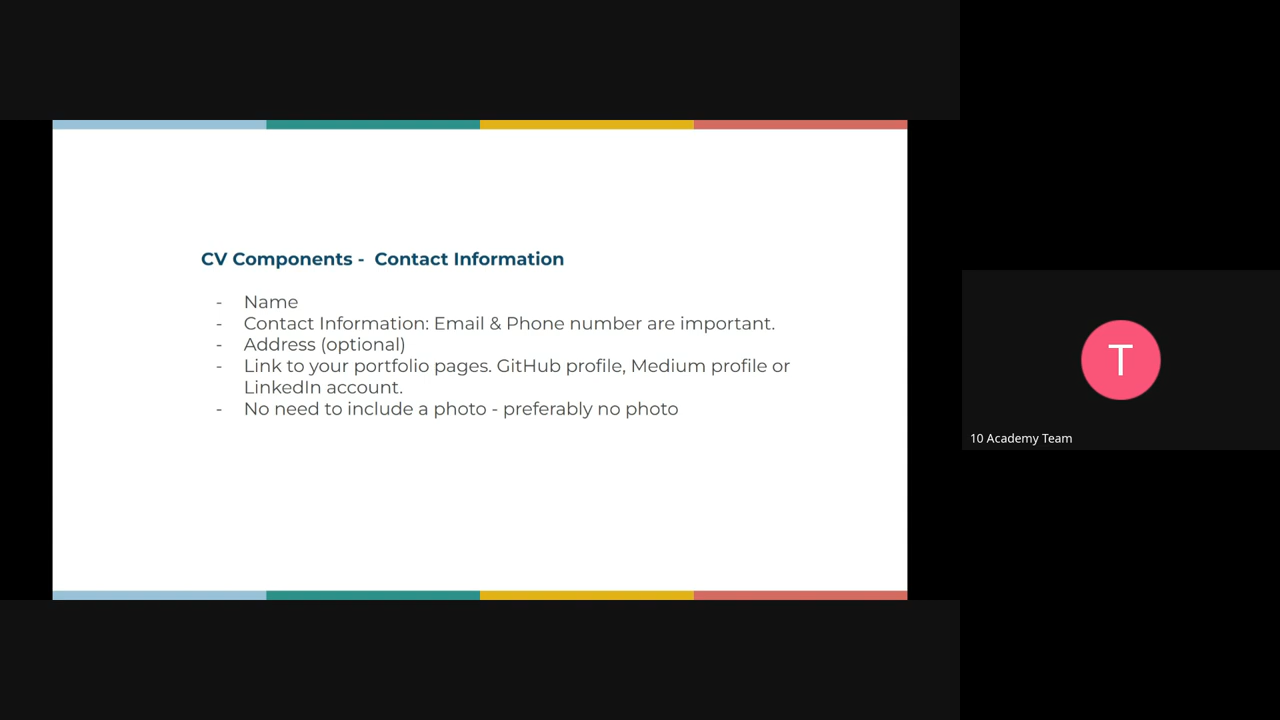 CV Components - Contact Information
- Name
- Contact Information: Email & Phone number are important.
- Address (optional)
- Link to your portfolio pages. GitHub profile, Medium profile or
LinkedIn account.
- No need to include a photo - preferably no photo
T
10 Academy Team